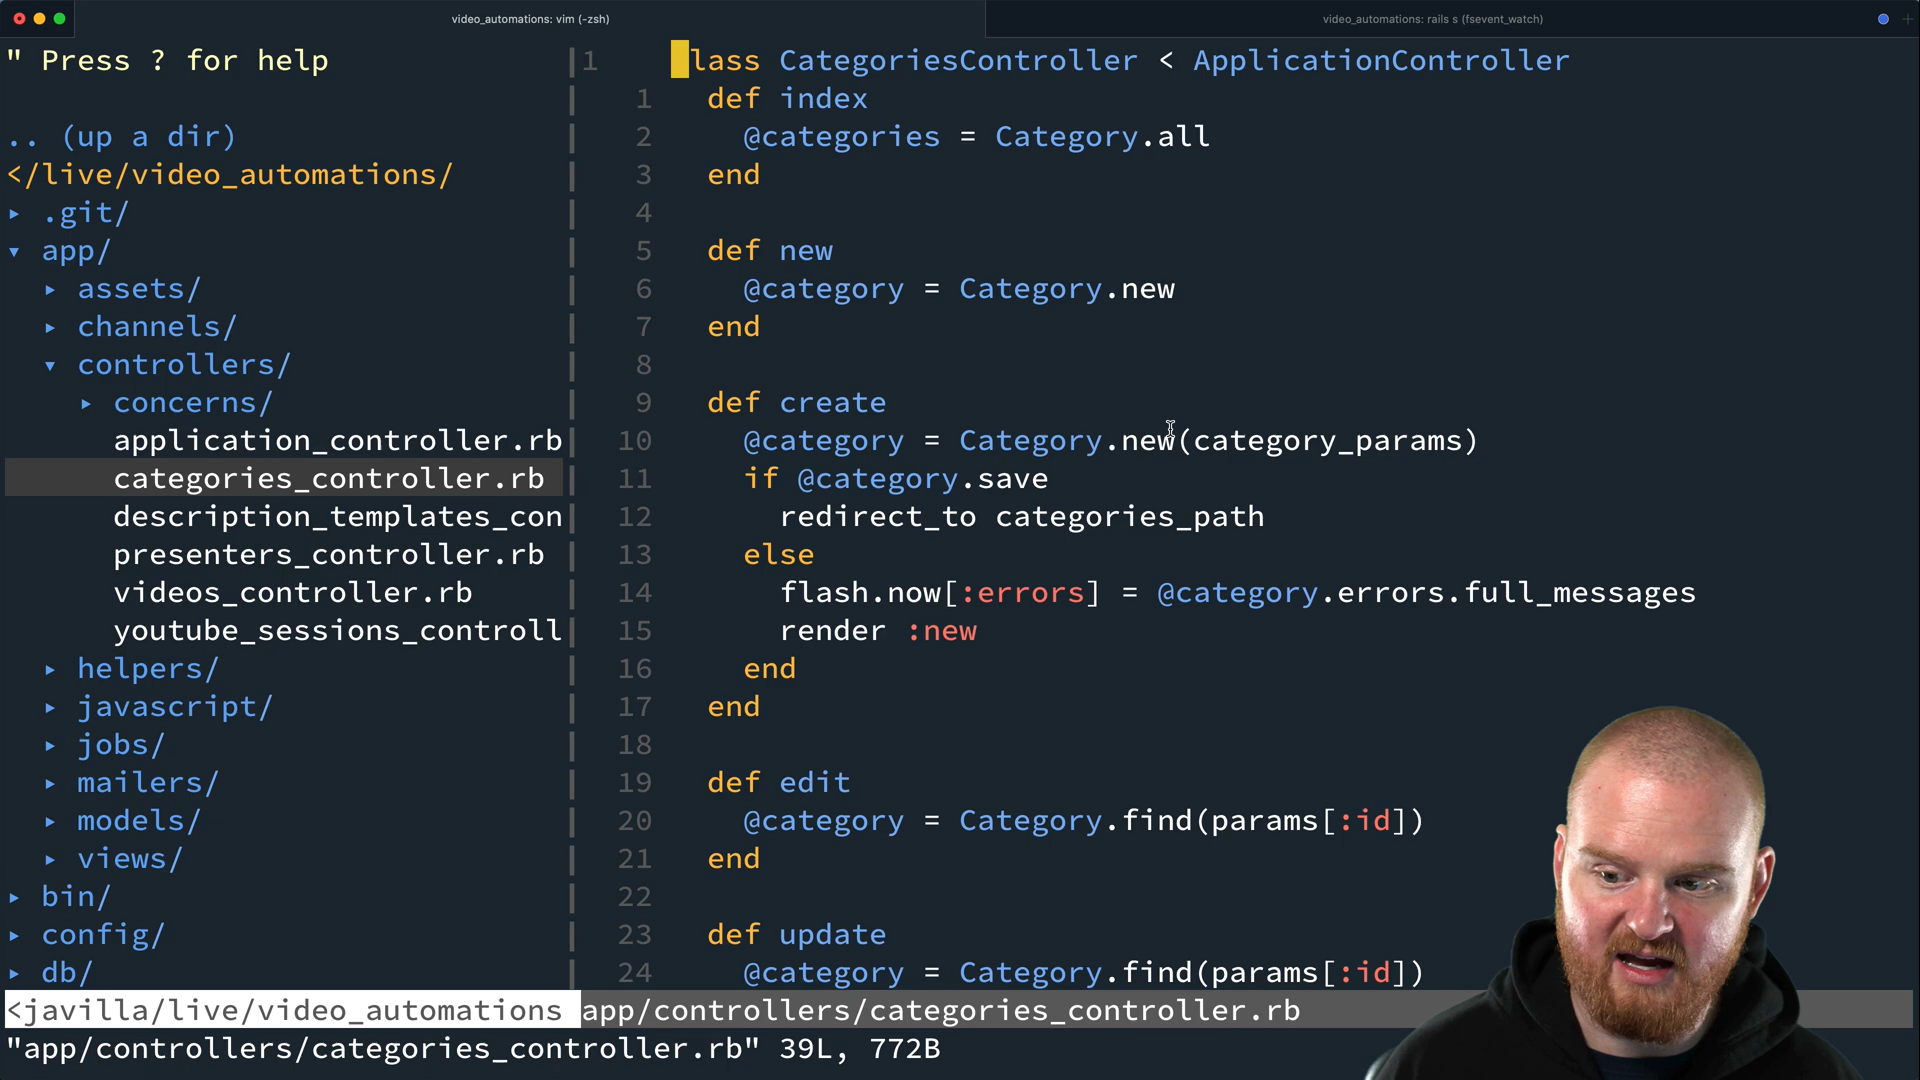 video_automations: vim (-zsh)
video_automations: rails s (fsevent_watch)
" Press ? for help
.. (up a dir)
</live/video_automations/
▸ .git/
▾ app/
▸ assets/
▸ channels/
▾ controllers/
▸ concerns/
application_controller.rb
categories_controller.rb
description_templates_con
presenters_controller.rb
videos_controller.rb
youtube_sessions_controll
▸ helpers/
▸ javascript/
▸ jobs/
▸ mailers/
▸ models/
▸ views/
▸ bin/
▸ config/
▸ db/
<javilla/live/video_automations
1 lass CategoriesController < ApplicationController
1 def index
2 @categories = Category.all
3 end
4
5 def new
6 @category = Category.new
7 end
8
9 def create
10 @category = Category.new(category_params)
11 if @category.save
12 redirect_to categories_path
13 else
14 flash.now[:errors] = @category.errors.full_messages
15 render :new
16 end
17 end
18
19 def edit
20 @category = Category.find(params[:id])
21 end
22
23 def update
24 @category = Category.find(params[:id])
app/controllers/categories_controller.rb
"app/controllers/categories_controller.rb" 39L, 772B